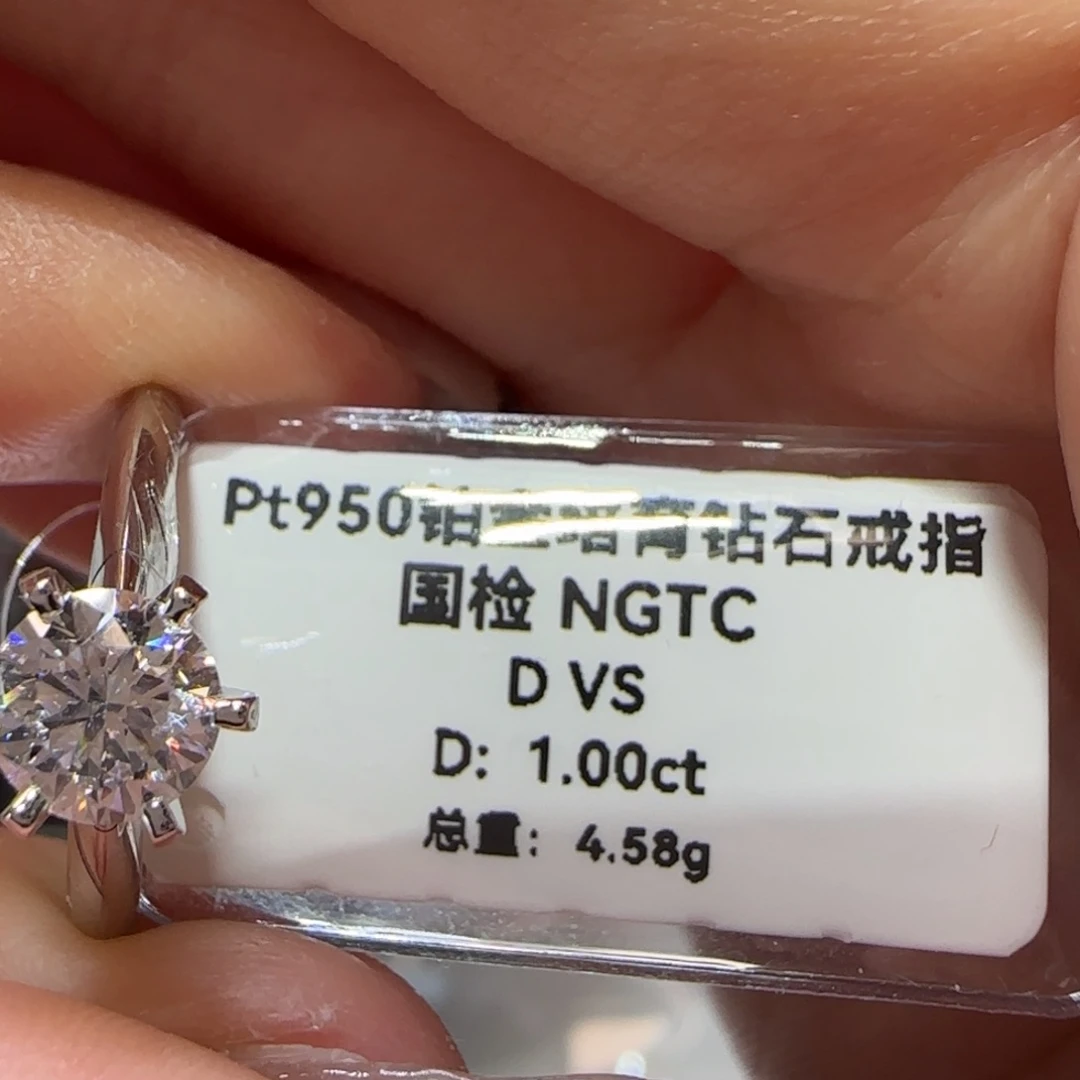 Pt950铂金培育钻石戒指
国检 NGTC
D VS
D: 1.00ct
总重: 4.58g